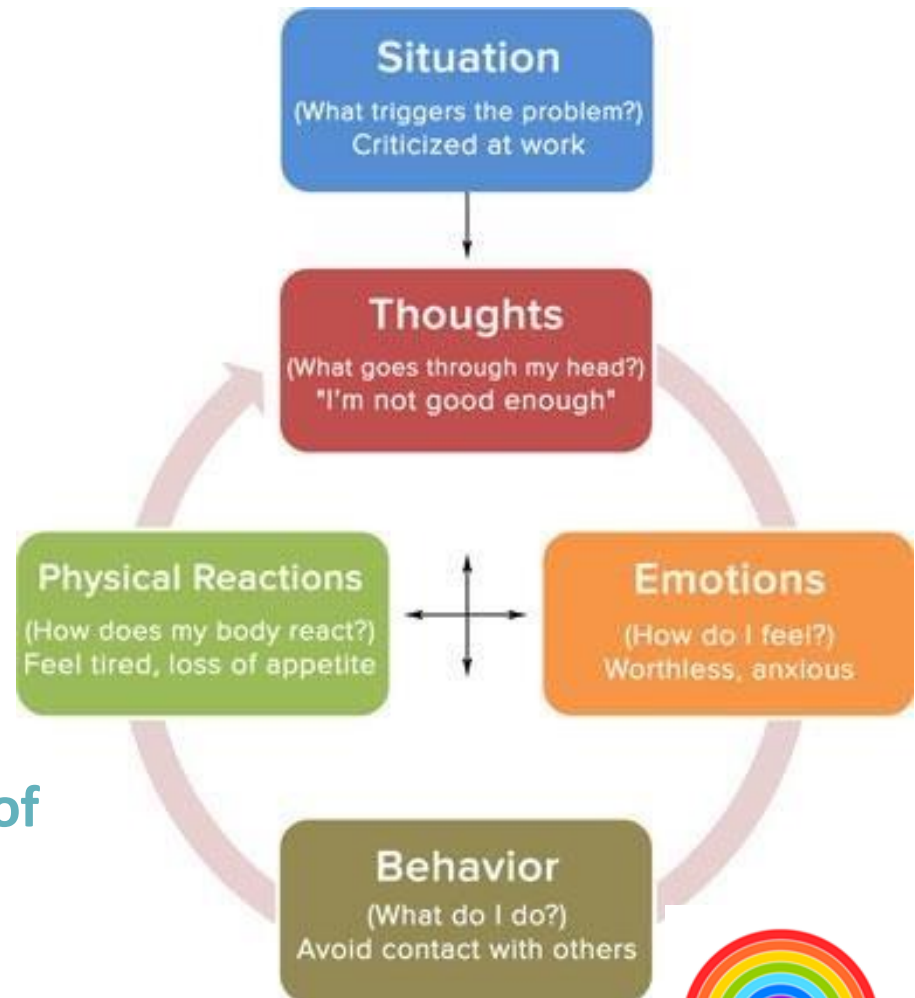 Situation
(What triggers the problem?)
Criticized at work
Thoughts
(What goes through my head?)
"I'm not good enough"
Physical Reactions
(How does my body react?)
Feel tired, loss of appetite
Emotions
(How do I feel?)
Worthless, anxious
of
Behavior
(What do I do?)
Avoid contact with others